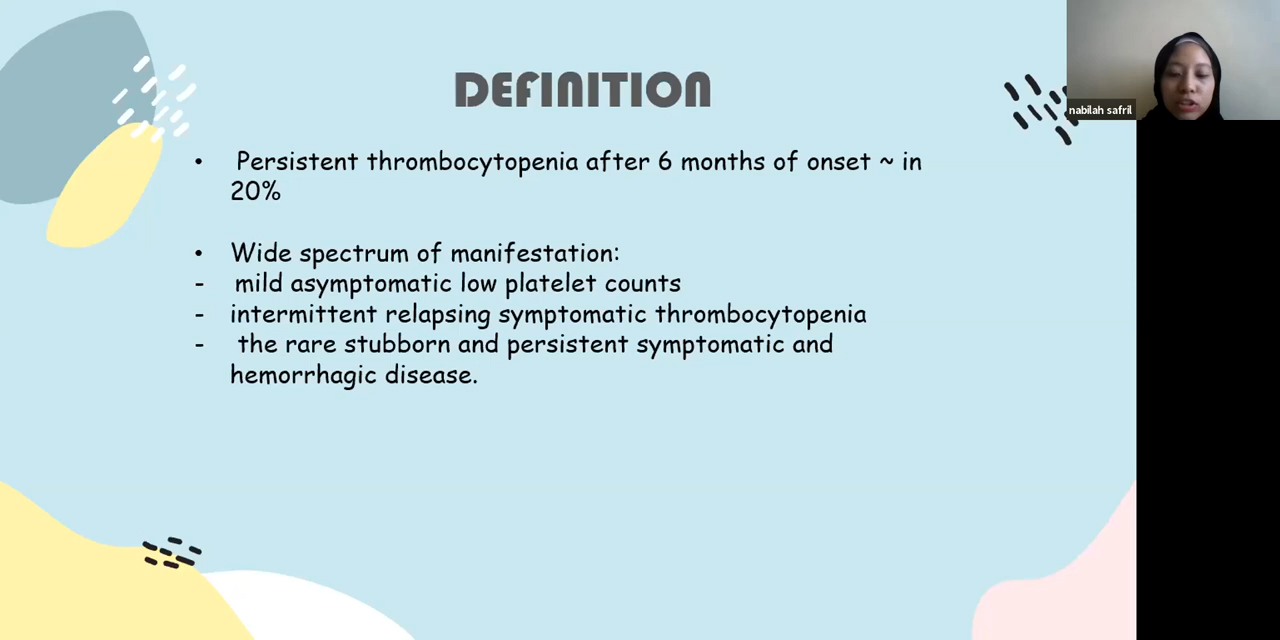 DEFINITION
nabilah safril
• Persistent thrombocytopenia after 6 months of onset ~ in
20%
• Wide spectrum of manifestation:
- mild asymptomatic low platelet counts
- intermittent relapsing symptomatic thrombocytopenia
- the rare stubborn and persistent symptomatic and
hemorrhagic disease.